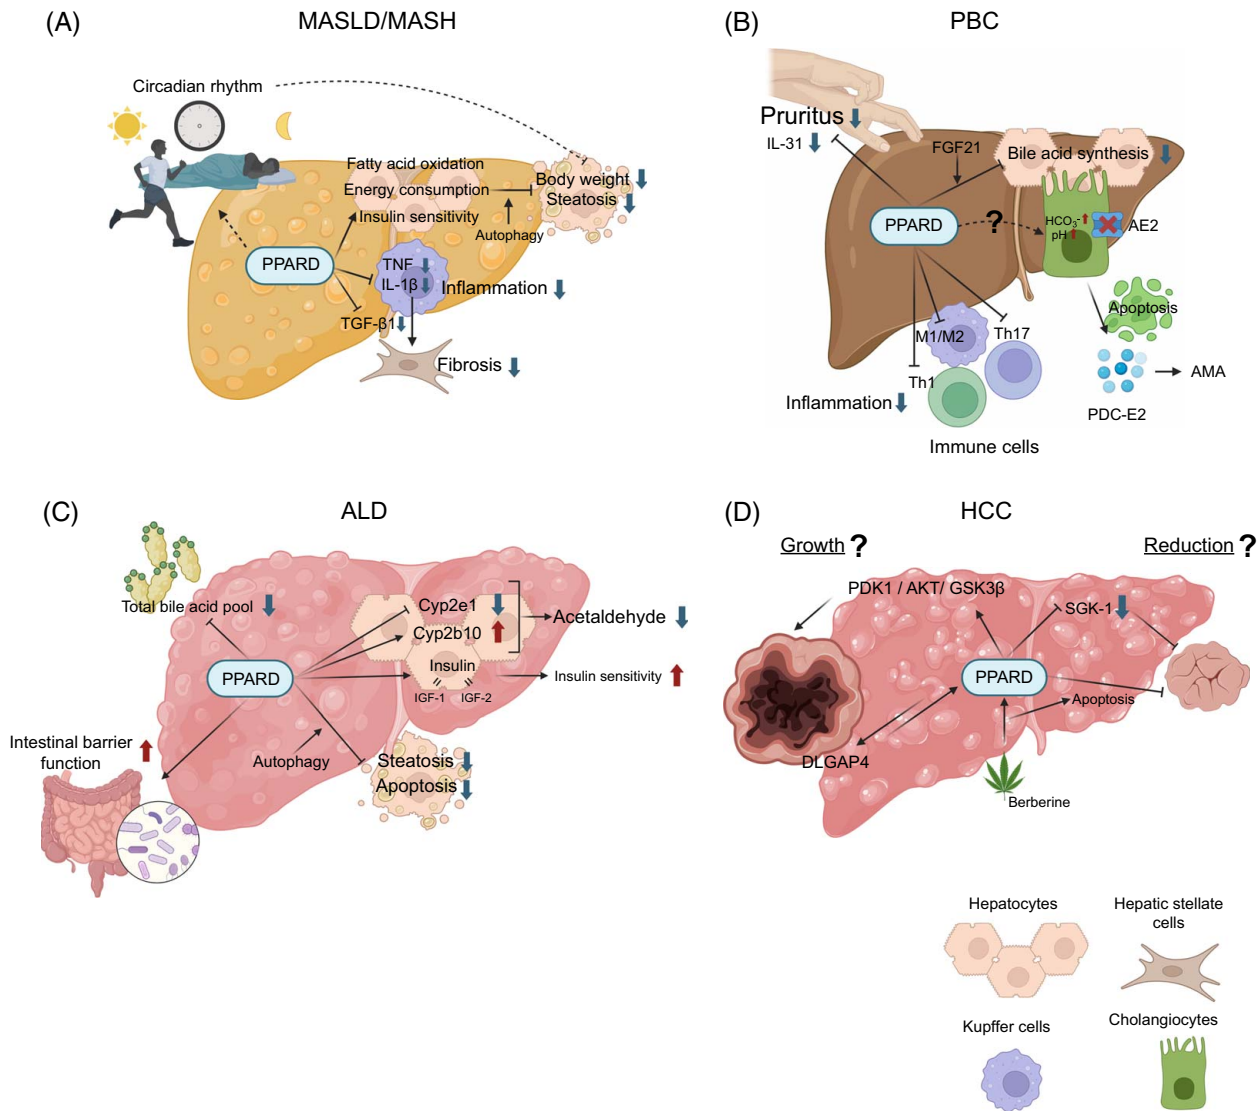 (A)
MASLD/MASH
Circadian rhythm
Fatty acid oxidation
Energy consumption
Insulin sensitivity
Body weight
Steatosis
Autophagy
PPARD
TNF
IL-1β
Inflammation
TGF-β1
Fibrosis
(B)
PBC
Pruritus
IL-31
FGF21
Bile acid synthesis
PPARD
?
HCO3-
pH
AE2
Apoptosis
M1/M2
Th17
Th1
Inflammation
PDC-E2
AMA
Immune cells
(C)
ALD
Total bile acid pool
Cyp2e1
Cyp2b10
Acetaldehyde
Insulin
IGF-1
IGF-2
Insulin sensitivity
PPARD
Intestinal barrier
function
Autophagy
Steatosis
Apoptosis
(D)
HCC
Growth ?
Reduction ?
PDK1 / AKT/ GSK3β
SGK-1
PPARD
Apoptosis
DLGAP4
Berberine
Hepatocytes
Hepatic stellate
cells
Kupffer cells
Cholangiocytes